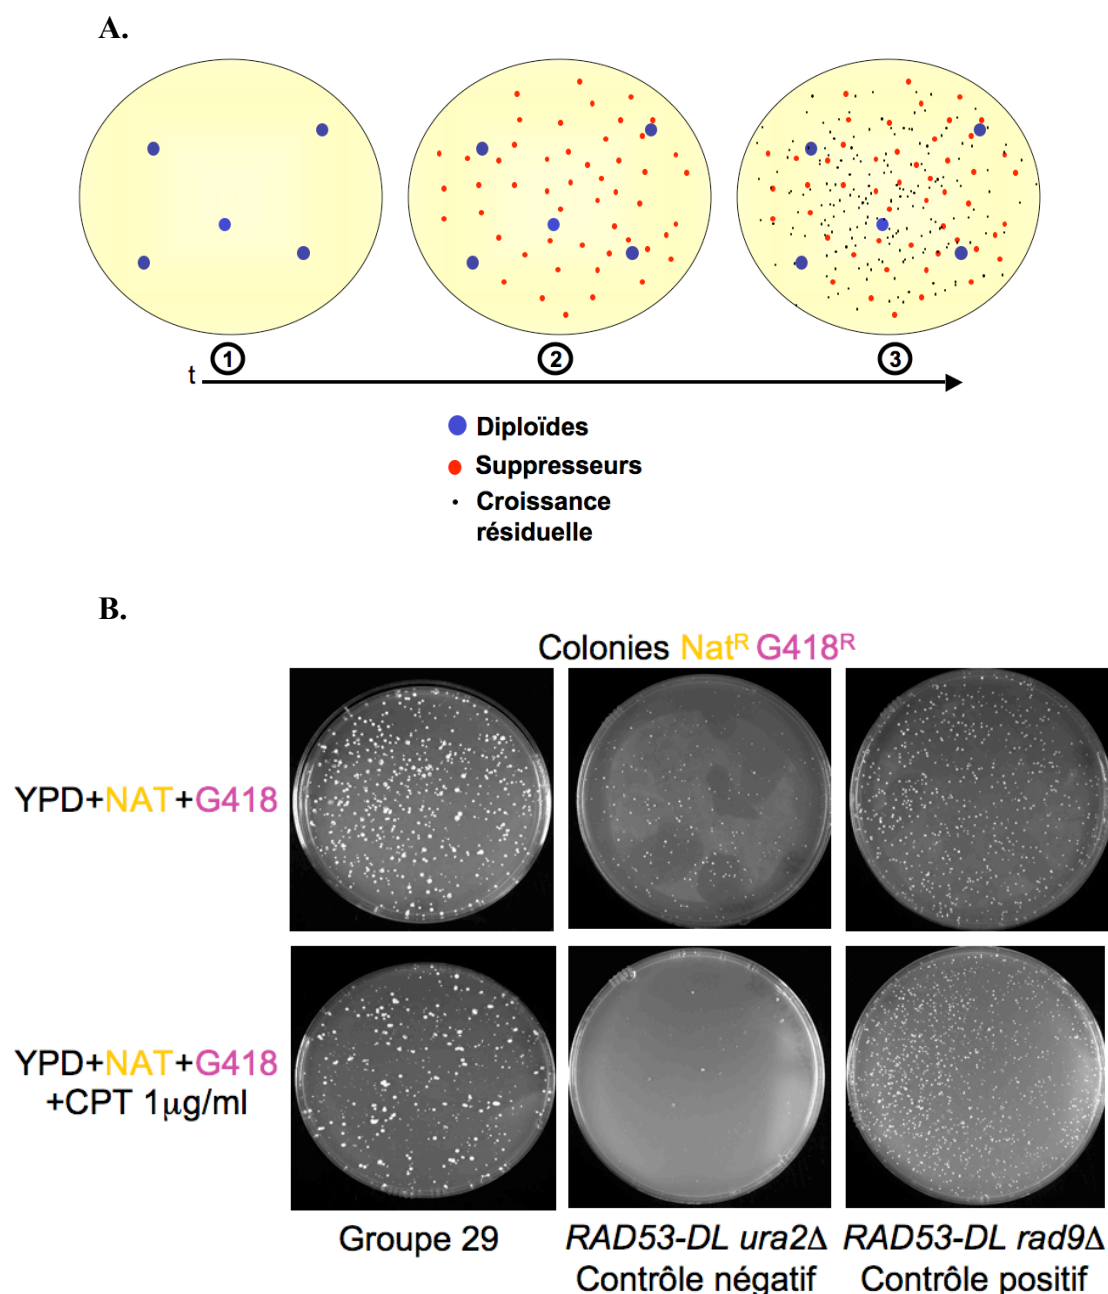 A.
1
2
3
t
Diploïdes
Suppresseurs
Croissance
résiduelle
B.
Colonies Natᴿ G418ᴿ
YPD+NAT+G418
YPD+NAT+G418
+CPT 1µg/ml
Groupe 29
RAD53-DL ura2Δ
Contrôle négatif
RAD53-DL rad9Δ
Contrôle positif